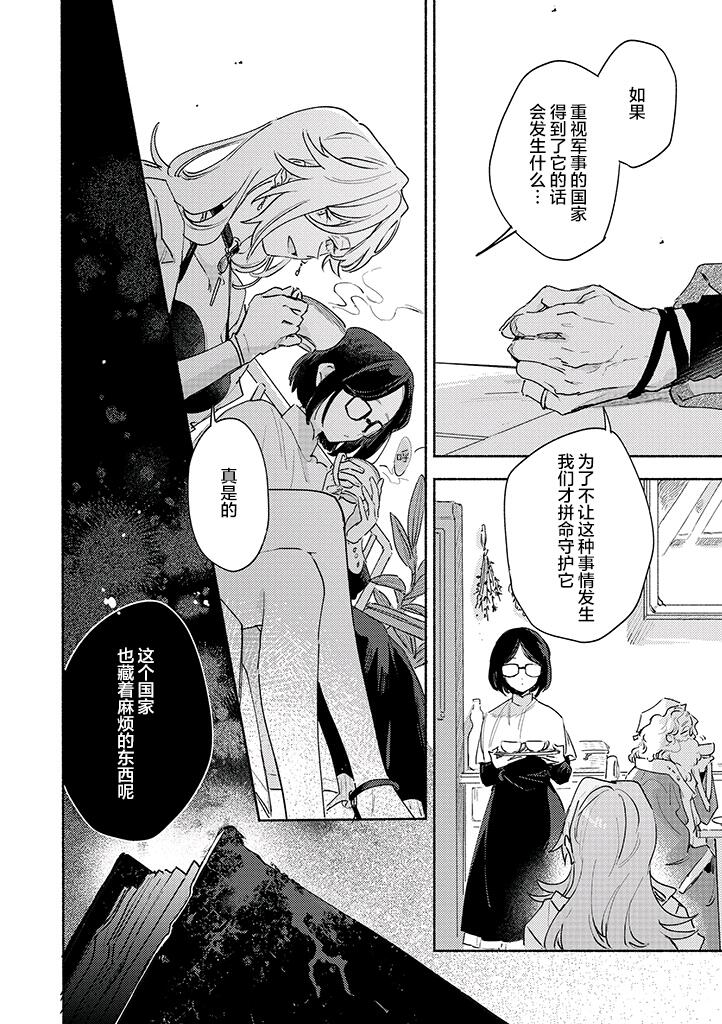 如果
重视军事的国家
得到了它的话
会发生什么…
为了不让这种事情发生
我们才拼命守护它
呼
真是的
这个国家
也藏着麻烦的东西呢